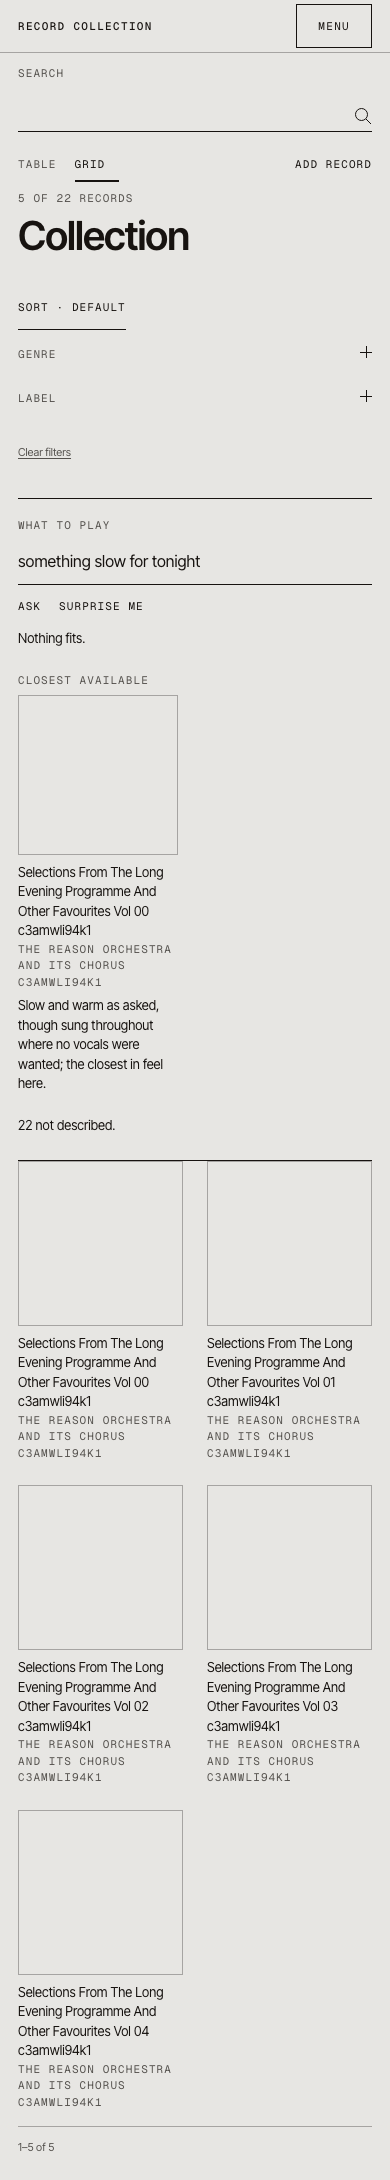 RECORD COLLECTION
MENU
SEARCH
TABLE GRID ADD RECORD
5 OF 22 RECORDS
Collection
SORT · DEFAULT
GENRE
LABEL
Clear filters
WHAT TO PLAY
something slow for tonight
ASK SURPRISE ME
Nothing fits.
CLOSEST AVAILABLE
Selections From The Long
Evening Programme And
Other Favourites Vol 00
c3amwli94k1
THE REASON ORCHESTRA
AND ITS CHORUS
C3AMWLI94K1
Slow and warm as asked,
though sung throughout
where no vocals were
wanted; the closest in feel
here.
22 not described.
Selections From The Long
Evening Programme And
Other Favourites Vol 00
c3amwli94k1
THE REASON ORCHESTRA
AND ITS CHORUS
C3AMWLI94K1
Selections From The Long
Evening Programme And
Other Favourites Vol 01
c3amwli94k1
THE REASON ORCHESTRA
AND ITS CHORUS
C3AMWLI94K1
Selections From The Long
Evening Programme And
Other Favourites Vol 02
c3amwli94k1
THE REASON ORCHESTRA
AND ITS CHORUS
C3AMWLI94K1
Selections From The Long
Evening Programme And
Other Favourites Vol 03
c3amwli94k1
THE REASON ORCHESTRA
AND ITS CHORUS
C3AMWLI94K1
Selections From The Long
Evening Programme And
Other Favourites Vol 04
c3amwli94k1
THE REASON ORCHESTRA
AND ITS CHORUS
C3AMWLI94K1
1–5 of 5